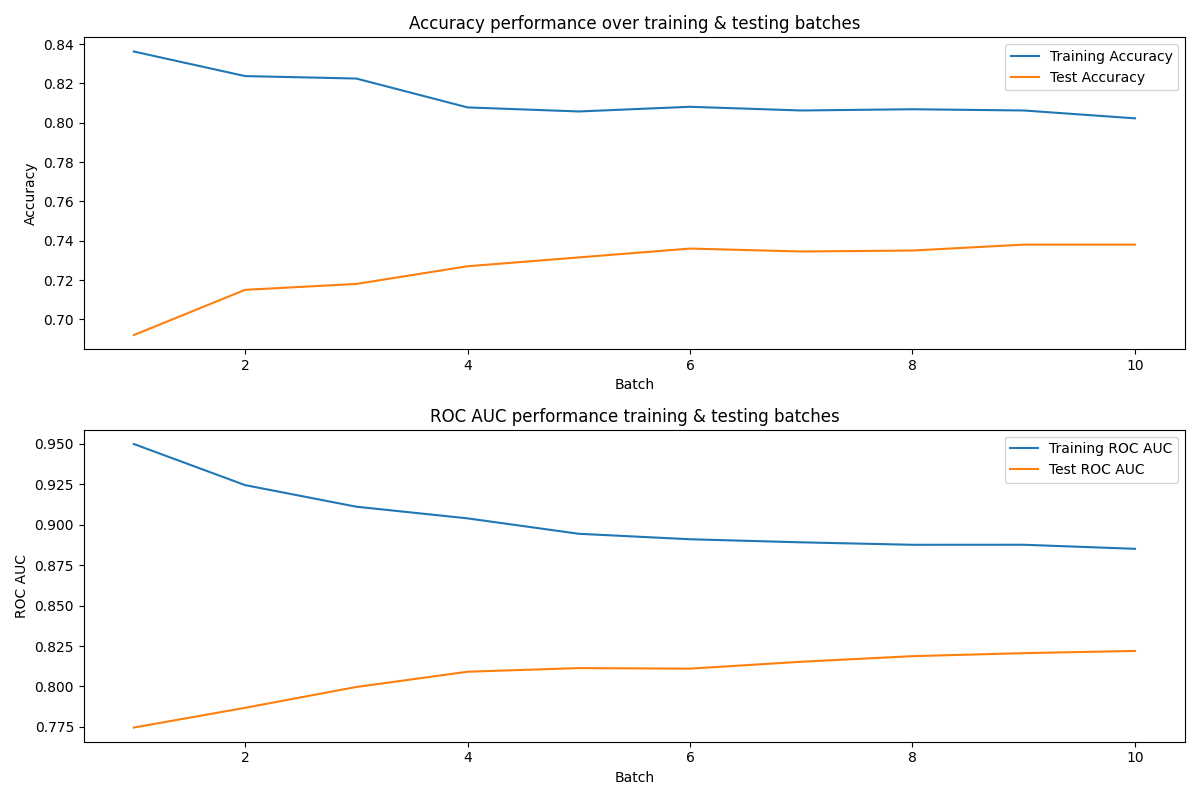 Accuracy performance over training & testing batches
0.84
0.82
0.80
0.78
0.76
0.74
0.72
0.70
Accuracy
Training Accuracy
Test Accuracy
2 4 6 8 10
Batch
ROC AUC performance training & testing batches
0.950
0.925
0.900
0.875
0.850
0.825
0.800
0.775
ROC AUC
Training ROC AUC
Test ROC AUC
2 4 6 8 10
Batch